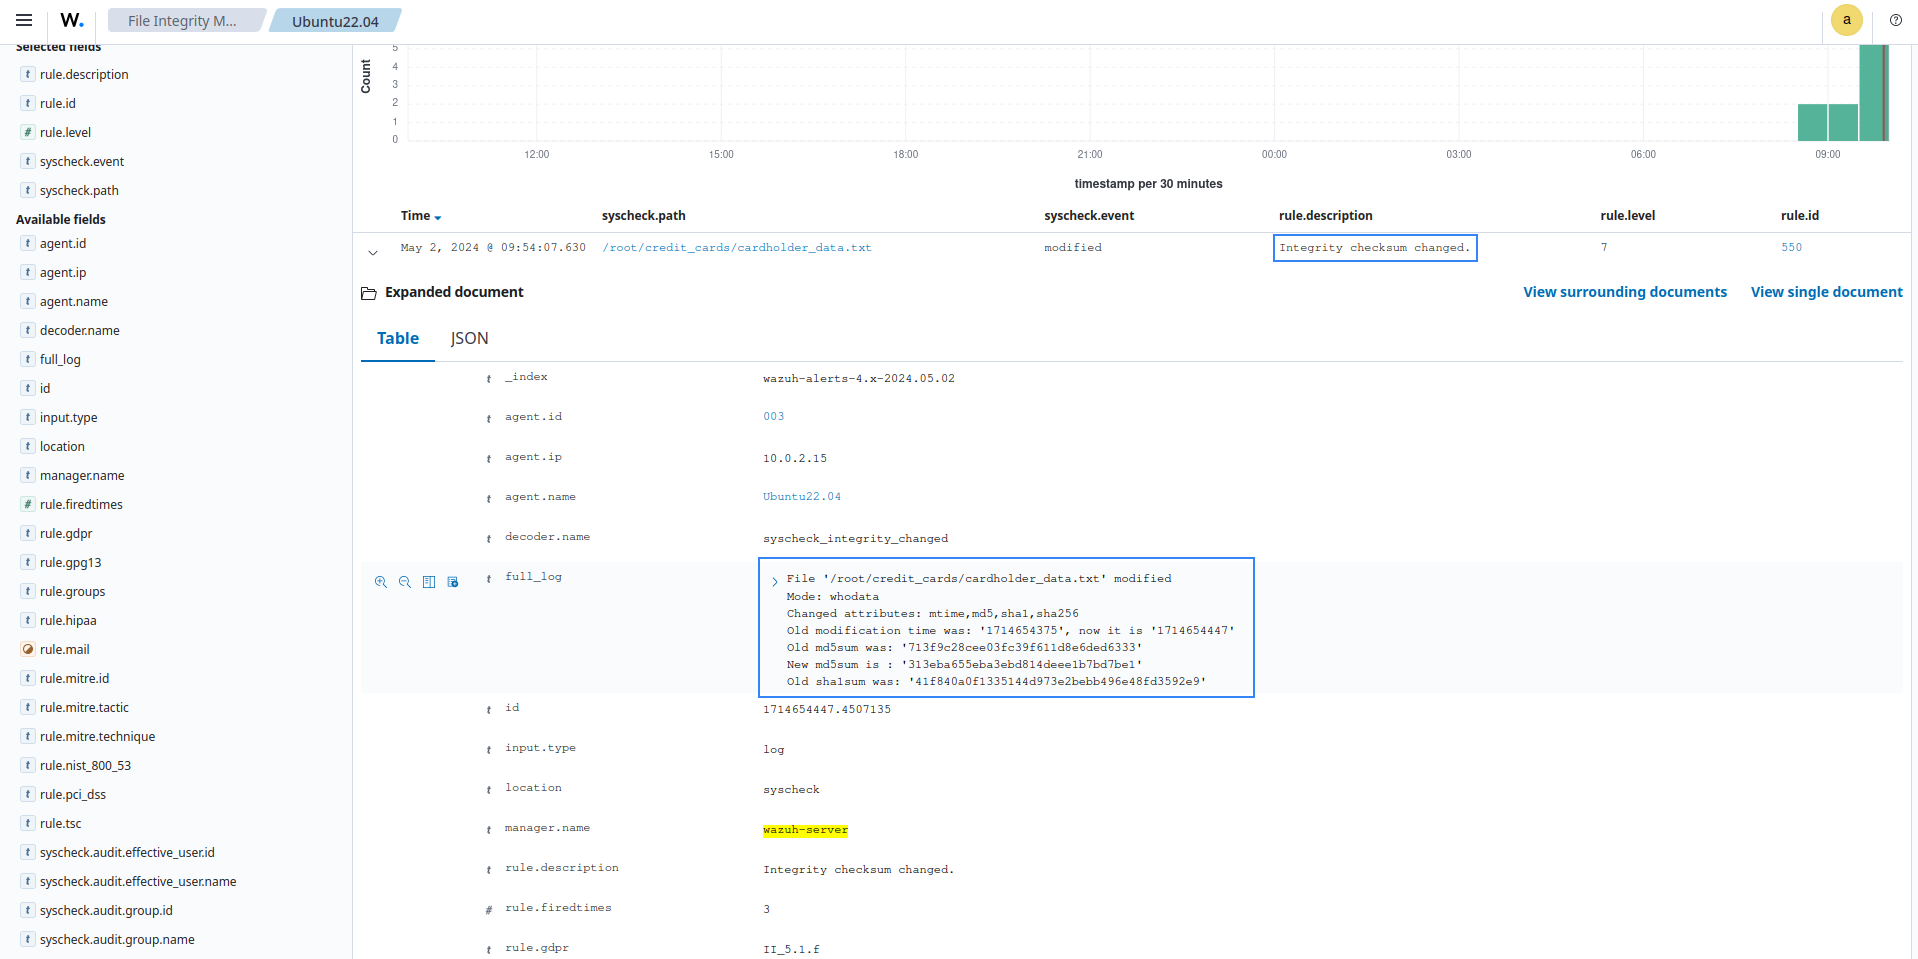 W.
File Integrity M...
Ubuntu22.04
a
Selected fields
t rule.description
t rule.id
# rule.level
t syscheck.event
t syscheck.path
Available fields
t agent.id
t agent.ip
t agent.name
t decoder.name
t full_log
t id
t input.type
t location
t manager.name
# rule.firedtimes
t rule.gdpr
t rule.gpg13
t rule.groups
t rule.hipaa
rule.mail
t rule.mitre.id
t rule.mitre.tactic
t rule.mitre.technique
t rule.nist_800_53
t rule.pci_dss
t rule.tsc
t syscheck.audit.effective_user.id
t syscheck.audit.effective_user.name
t syscheck.audit.group.id
t syscheck.audit.group.name
Count
5
4
3
2
1
0
12:00 15:00 18:00 21:00 00:00 03:00 06:00 09:00
timestamp per 30 minutes
Time syscheck.path syscheck.event rule.description rule.level rule.id
May 2, 2024 @ 09:54:07.630 /root/credit_cards/cardholder_data.txt modified Integrity checksum changed. 7 550
Expanded document View surrounding documents View single document
Table JSON
t _index wazuh-alerts-4.x-2024.05.02
t agent.id 003
t agent.ip 10.0.2.15
t agent.name Ubuntu22.04
t decoder.name syscheck_integrity_changed
t full_log File '/root/credit_cards/cardholder_data.txt' modified
Mode: whodata
Changed attributes: mtime,md5,sha1,sha256
Old modification time was: '1714654375', now it is '1714654447'
Old md5sum was: '713f9c28cee03fc39f611d8e6ded6333'
New md5sum is : '313eba655eba3ebd814deee1b7bd7be1'
Old sha1sum was: '41f840a0f1335144d973e2bebb496e48fd3592e9'
t id 1714654447.4507135
t input.type log
t location syscheck
t manager.name wazuh-server
t rule.description Integrity checksum changed.
# rule.firedtimes 3
t rule.gdpr II_5.1.f